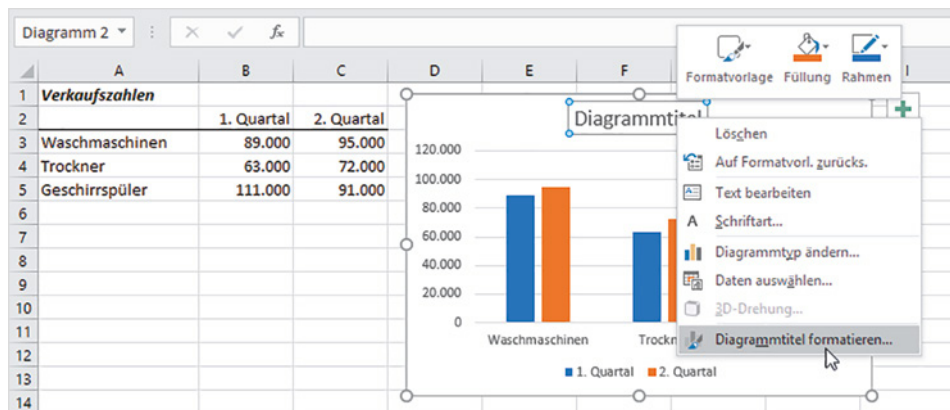 Diagramm 2
fx
Formatvorlage Füllung Rahmen
A B C D E F I
1 Verkaufszahlen
2 1. Quartal 2. Quartal
3 Waschmaschinen 89.000 95.000
4 Trockner 63.000 72.000
5 Geschirrspüler 111.000 91.000
6
7
8
9
10
11
12
13
14
Diagrammtitel
120.000
100.000
80.000
60.000
40.000
20.000
0
Waschmaschinen
1. Quartal 2. Quartal
Löschen
Auf Formatvorl. zurücks.
Text bearbeiten
A Schriftart...
Diagrammtyp ändern...
Daten auswählen...
3D-Drehung...
Diagrammtitel formatieren...